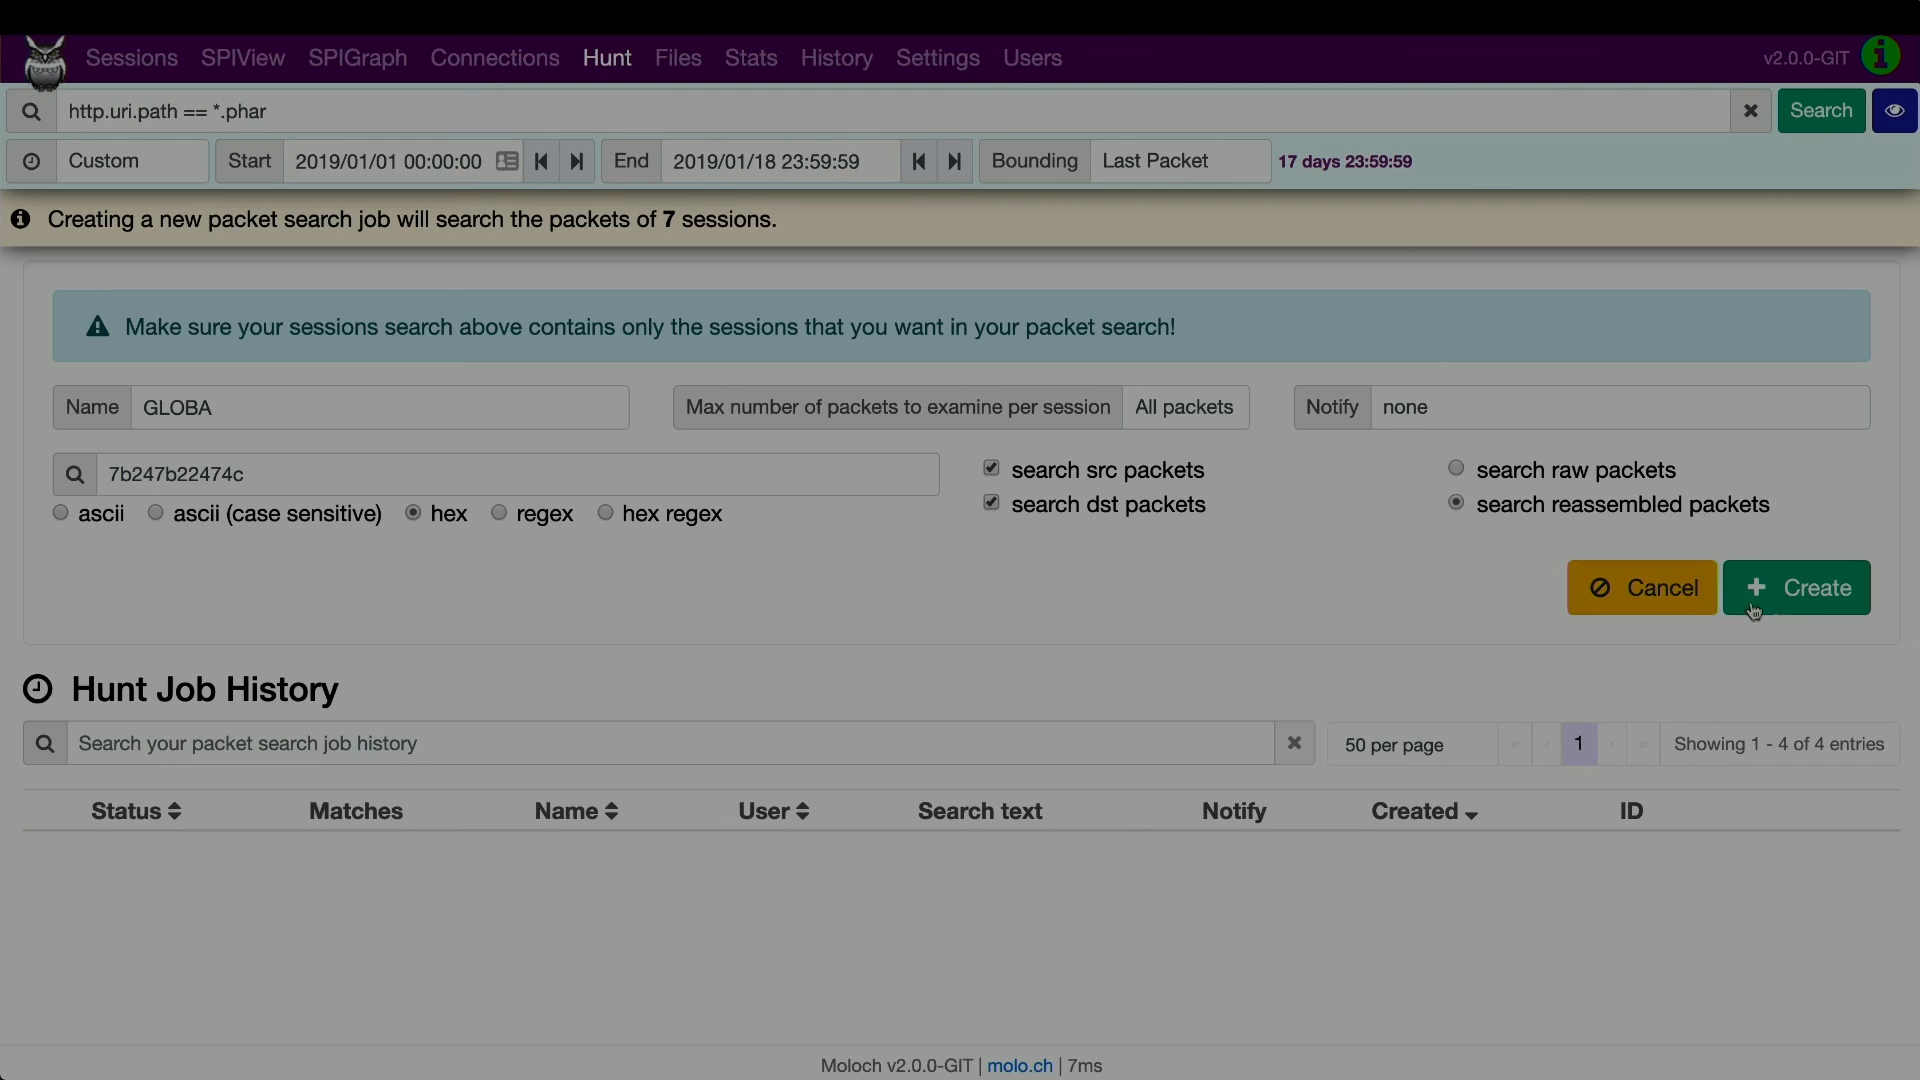 Sessions SPIView SPIGraph Connections Hunt Files Stats History Settings Users v2.0.0-GIT i
http.uri.path == *.phar Search
Custom Start 2019/01/01 00:00:00 End 2019/01/18 23:59:59 Bounding Last Packet 17 days 23:59:59
Creating a new packet search job will search the packets of 7 sessions.
Make sure your sessions search above contains only the sessions that you want in your packet search!
Name GLOBA Max number of packets to examine per session All packets Notify none
7b247b22474c search src packets search raw packets
ascii ascii (case sensitive) hex regex hex regex search dst packets search reassembled packets
Cancel + Create
Hunt Job History
Search your packet search job history 50 per page « ‹ 1 › » Showing 1 - 4 of 4 entries
Status Matches Name User Search text Notify Created ID
Moloch v2.0.0-GIT | molo.ch | 7ms